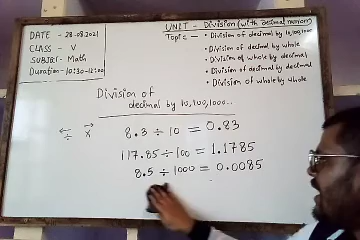 DATE - 28-08-2021
CLASS - V
SUBJECT - Math
Duration - 10:30-12:00
UNIT - Division (with decimal numbers)
Topic -
• Division of decimal by 10,100,1000
• Division of decimal by whole
• Division of whole by decimal
• Division of decimal by decimal
• Division of whole by whole
Division of
decimal by 10,100,1000...
← ÷ → x
8.3 ÷ 10 = 0.83
117.85 ÷ 100 = 1.1785
8.5 ÷ 1000 = 0.0085